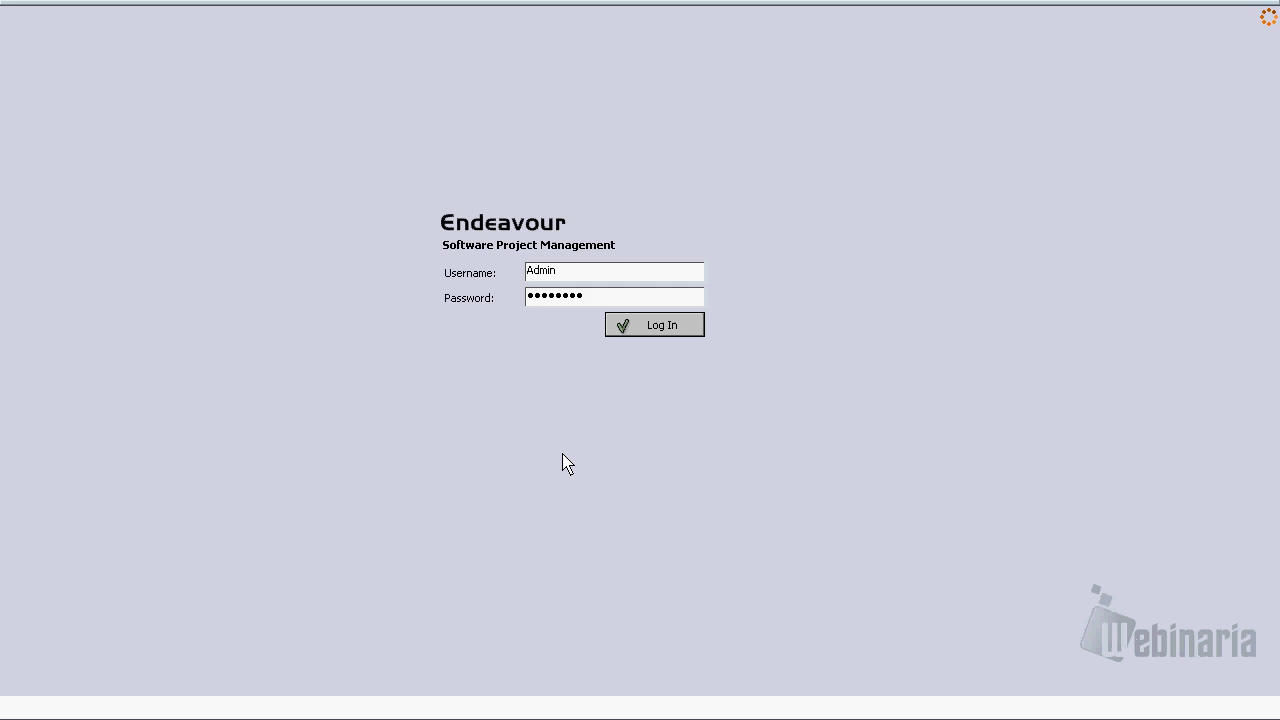 Endeavour
Software Project Management
Username: Admin
Password: ••••••••
Log In
Webinaria